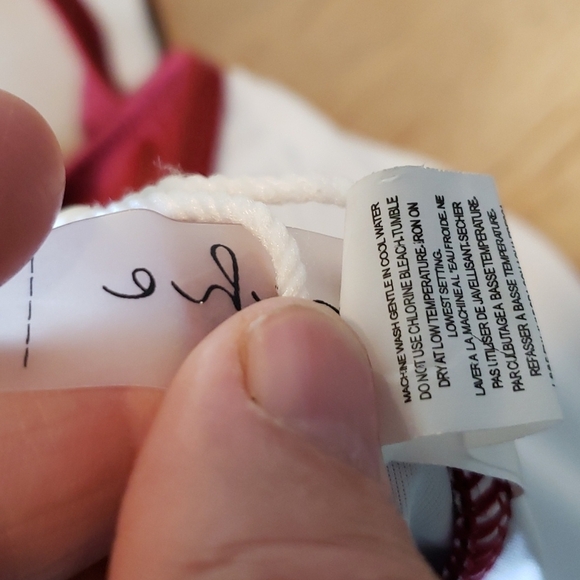 MACHINE WASH GENTLE IN COOL WATER
DO NOT USE CHLORINE BLEACH.TUMBLE
DRY AT LOW TEMPERATURE.IRON ON
LOWEST SETTING.
LAVER A LA MACHINE A L"EAU FROIDE.NE
PAS UTILISER DE JAVELLISANT.SECHER
PAR CULBUTAGE A BASSE TEMPERATURE.
REFASSER A BASSE TEMPERATURE.